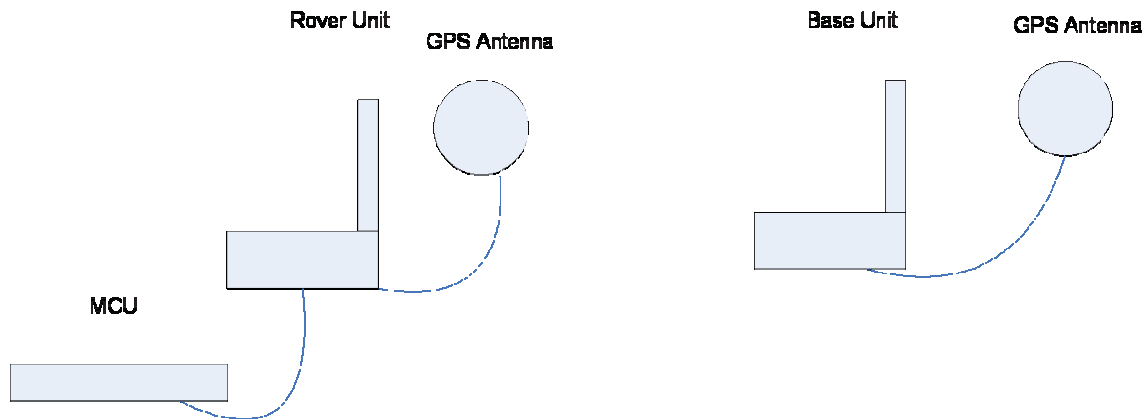 Rover Unit
GPS Antenna
Base Unit
GPS Antenna
MCU